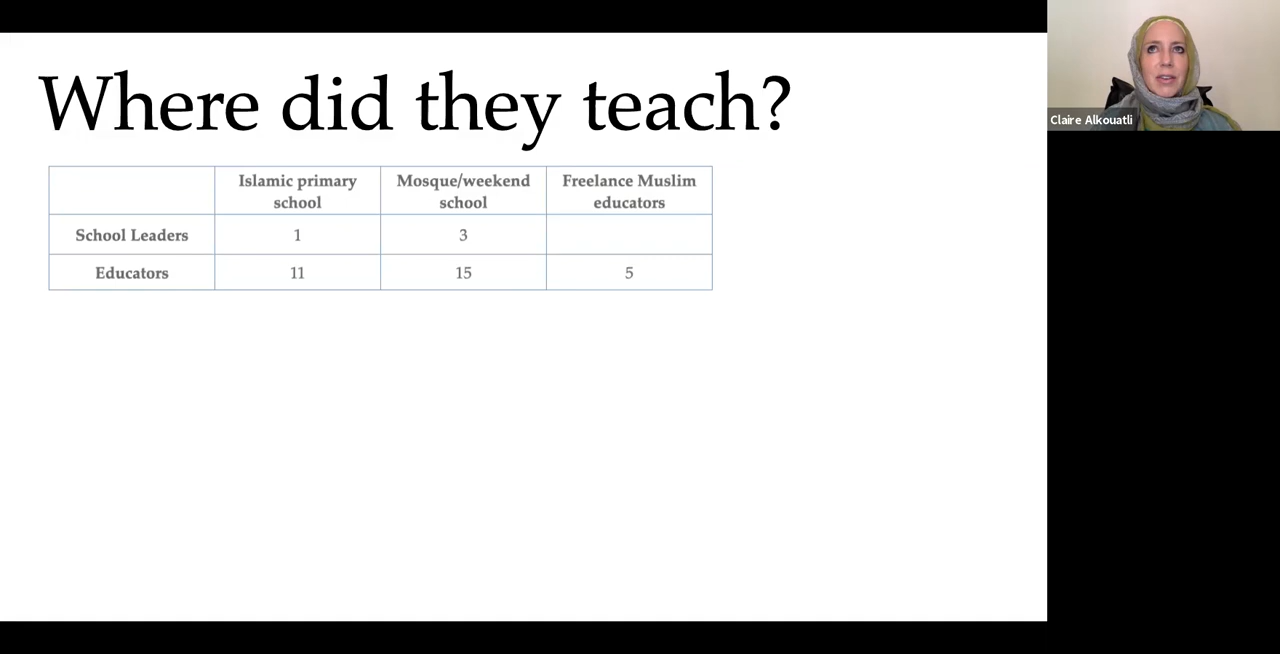 Where did they teach?
Islamic primary school
Mosque/weekend school
Freelance Muslim educators
School Leaders 1 3
Educators 11 15 5
Claire Alkouatli